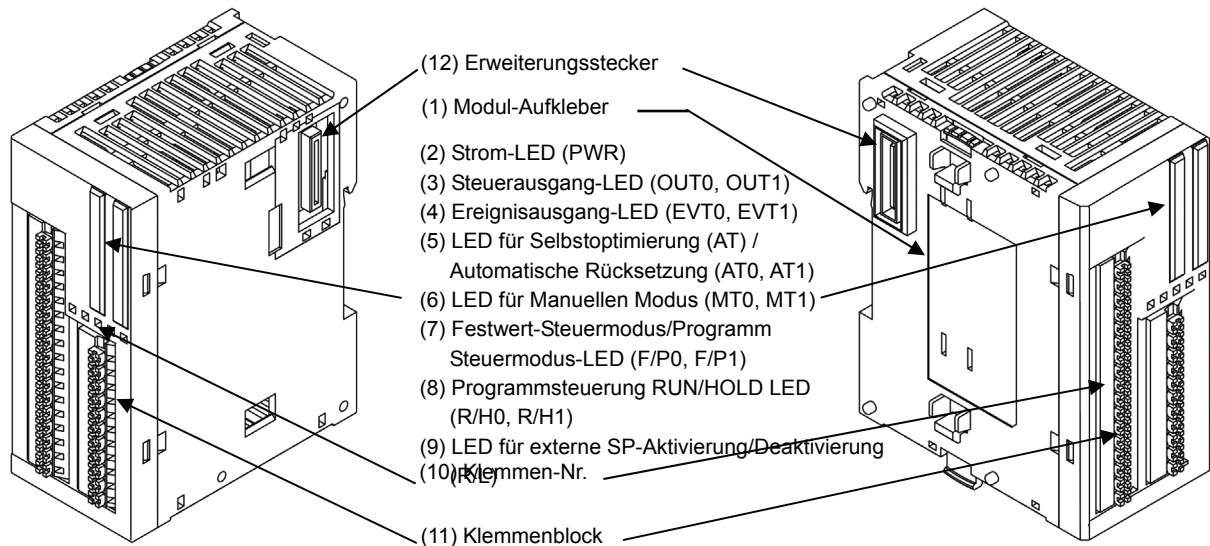 (12) Erweiterungsstecker
(1) Modul-Aufkleber
(2) Strom-LED (PWR)
(3) Steuerausgang-LED (OUT0, OUT1)
(4) Ereignisausgang-LED (EVT0, EVT1)
(5) LED für Selbstoptimierung (AT) /
Automatische Rücksetzung (AT0, AT1)
(6) LED für Manuellen Modus (MT0, MT1)
(7) Festwert-Steuermodus/Programm
Steuermodus-LED (F/P0, F/P1)
(8) Programmsteuerung RUN/HOLD LED
(R/H0, R/H1)
(9) LED für externe SP-Aktivierung/Deaktivierung
(R/L)
(10) Klemmen-Nr.
(11) Klemmenblock